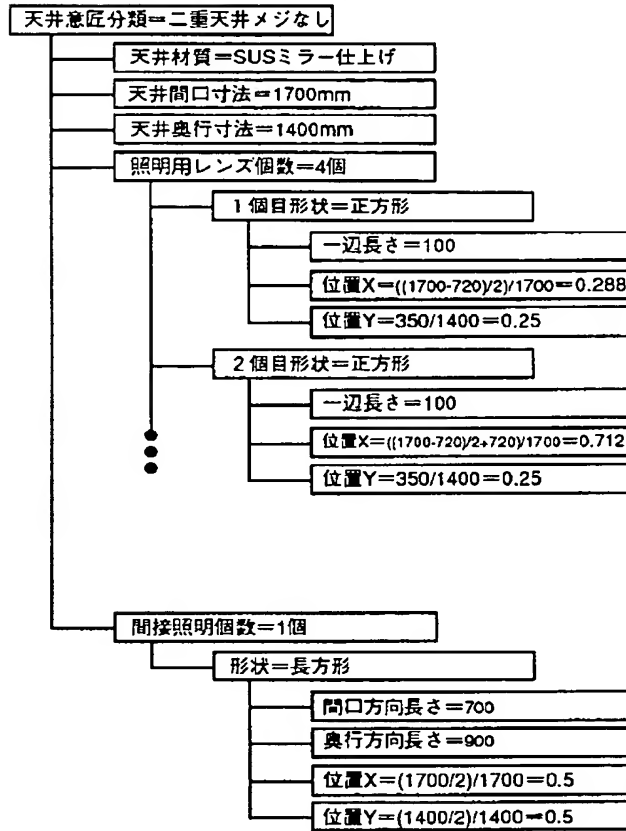 天井意匠分類＝二重天井メジなし
天井材質＝SUSミラー仕上げ
天井間口寸法＝1700mm
天井奥行寸法＝1400mm
照明用レンズ個数＝4個
1個目形状＝正方形
一辺長さ＝100
位置X＝((1700-720)/2)/1700＝0.288
位置Y＝350/1400＝0.25
2個目形状＝正方形
一辺長さ＝100
位置X＝((1700-720)/2+720)/1700＝0.712
位置Y＝350/1400＝0.25
間接照明個数＝1個
形状＝長方形
間口方向長さ＝700
奥行方向長さ＝900
位置X＝(1700/2)/1700＝0.5
位置Y＝(1400/2)/1400＝0.5